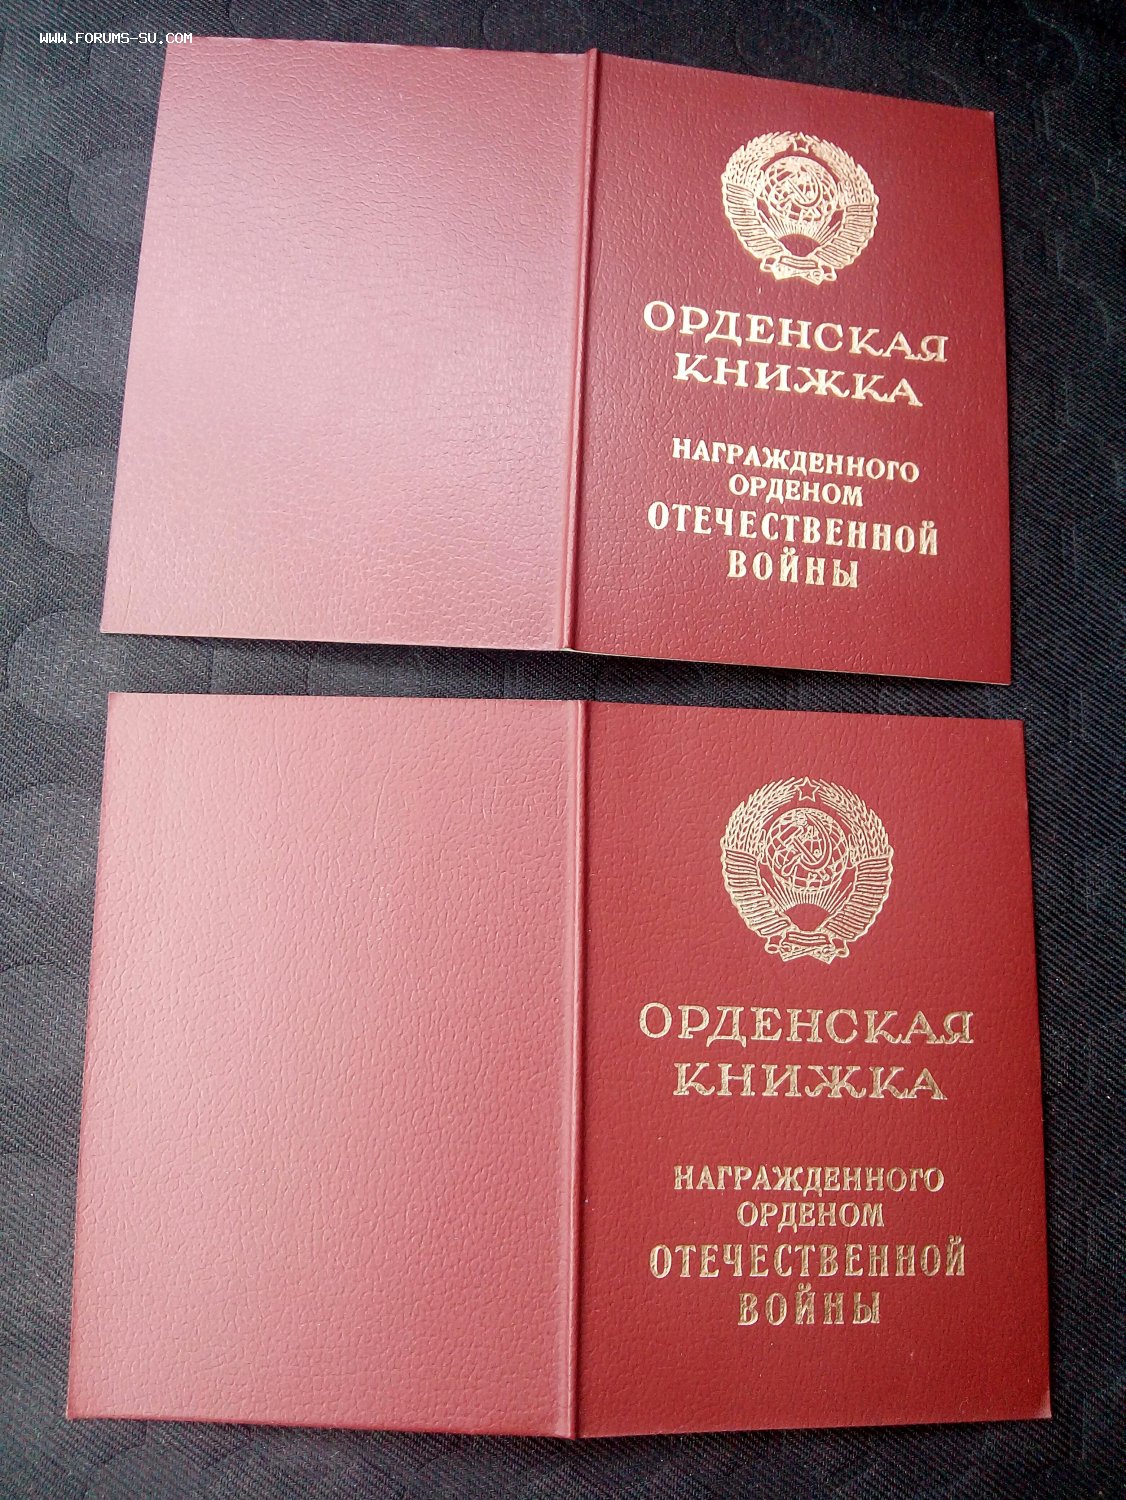 WWW.FORUMS-SU.COM
ОРДЕНСКАЯ
КНИЖКА
НАГРАЖДЕННОГО
ОРДЕНОМ
ОТЕЧЕСТВЕННОЙ
ВОЙНЫ
ОРДЕНСКАЯ
КНИЖКА
НАГРАЖДЕННОГО
ОРДЕНОМ
ОТЕЧЕСТВЕННОЙ
ВОЙНЫ